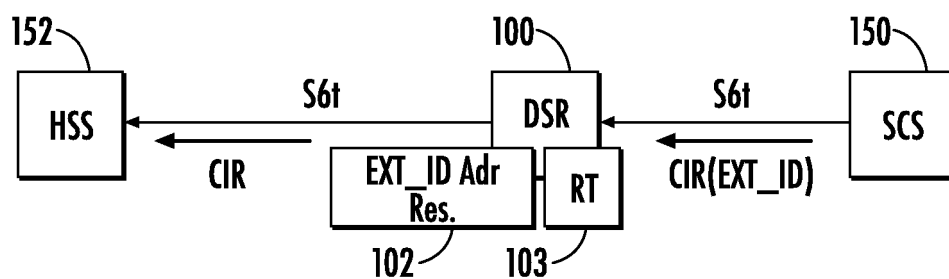 152
100
150
HSS
S6t
DSR
S6t
SCS
CIR
EXT_ID Adr
Res.
RT
CIR(EXT_ID)
102
103